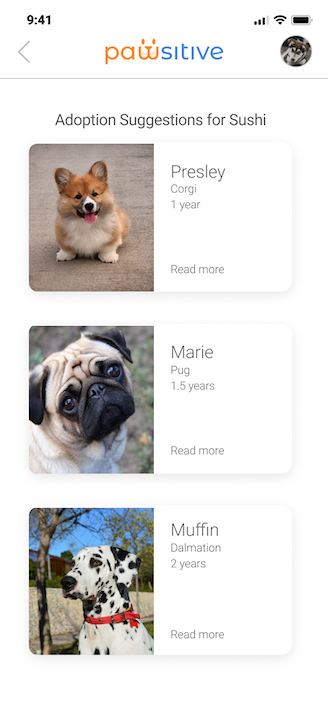 9:41
pawsitive
Adoption Suggestions for Sushi
Presley
Corgi
1 year
Read more
Marie
Pug
1.5 years
Read more
Muffin
Dalmation
2 years
Read more